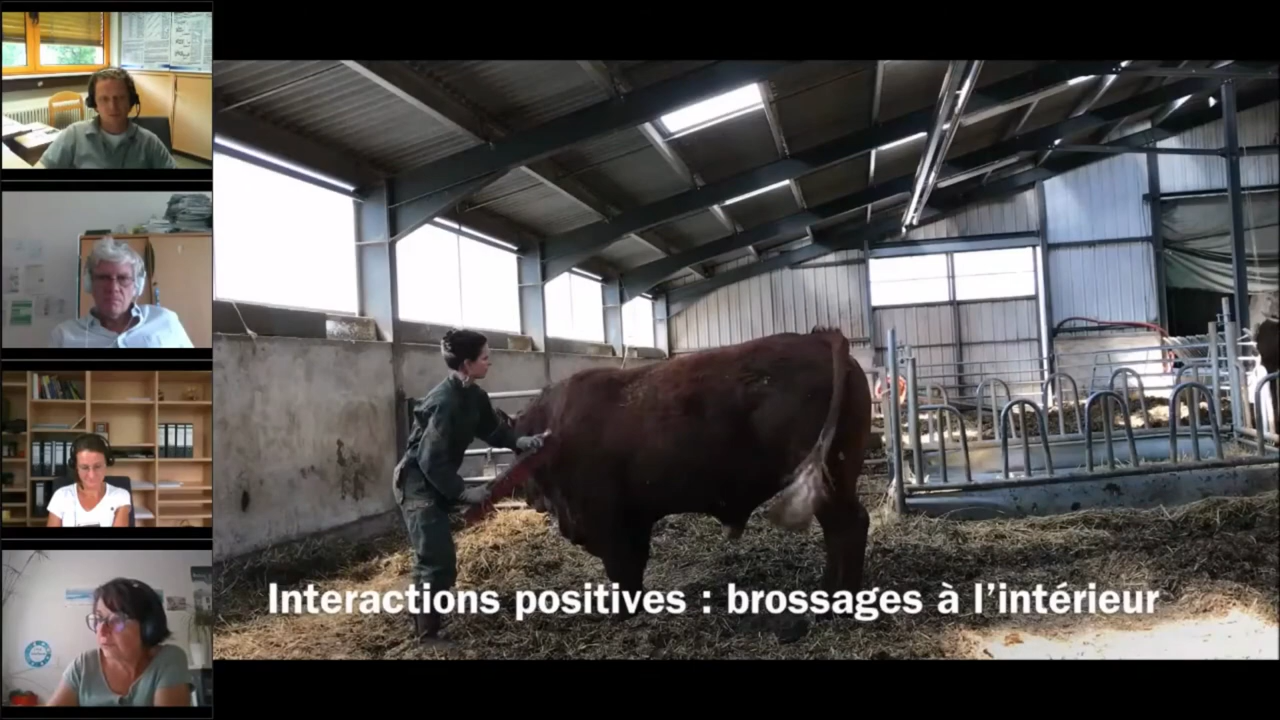 Interactions positives : brossages à l’intérieur